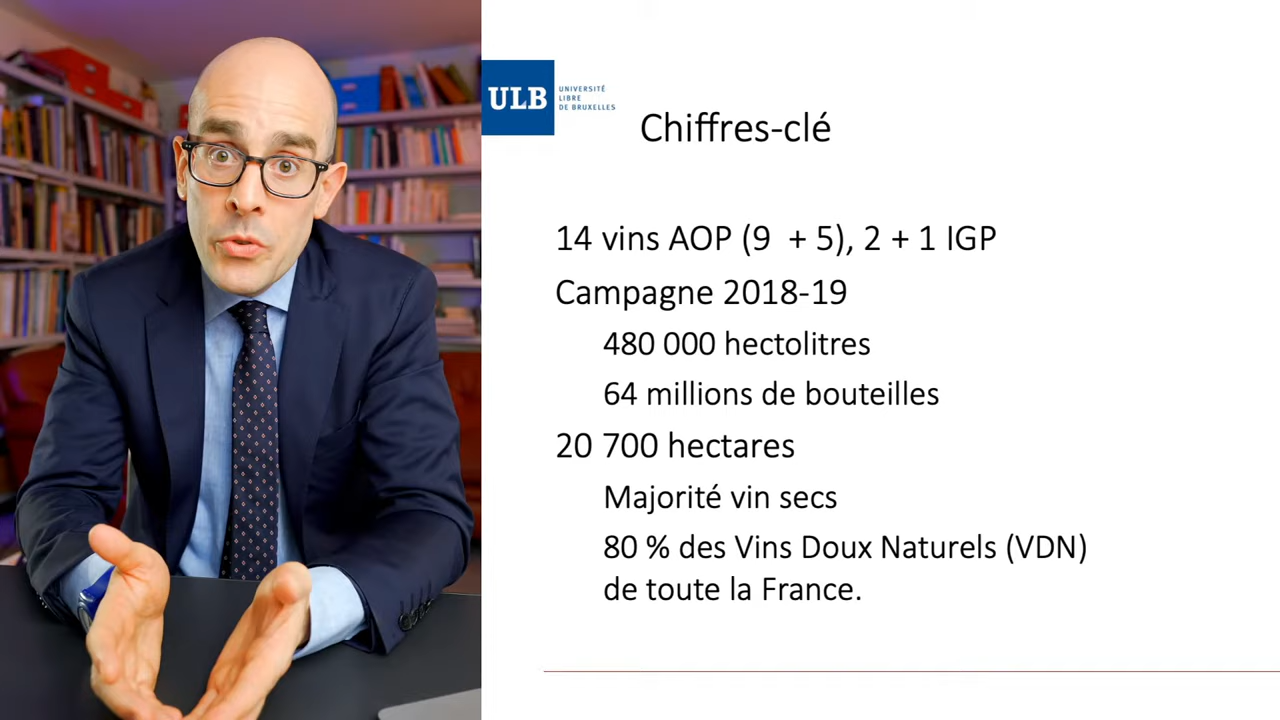 ULB
UNIVERSITÉ
LIBRE
DE BRUXELLES
Chiffres-clé
14 vins AOP (9 + 5), 2 + 1 IGP
Campagne 2018-19
480 000 hectolitres
64 millions de bouteilles
20 700 hectares
Majorité vin secs
80 % des Vins Doux Naturels (VDN)
de toute la France.